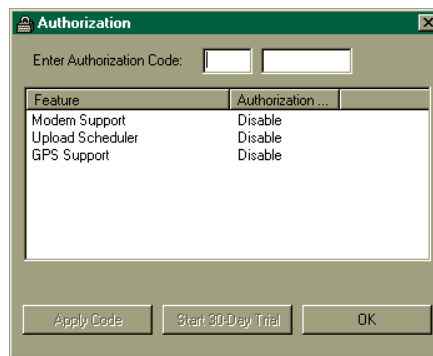 Authorization
Enter Authorization Code:
Feature Authorization ...
Modem Support Disable
Upload Scheduler Disable
GPS Support Disable
Apply Code Start 30-Day Trial OK